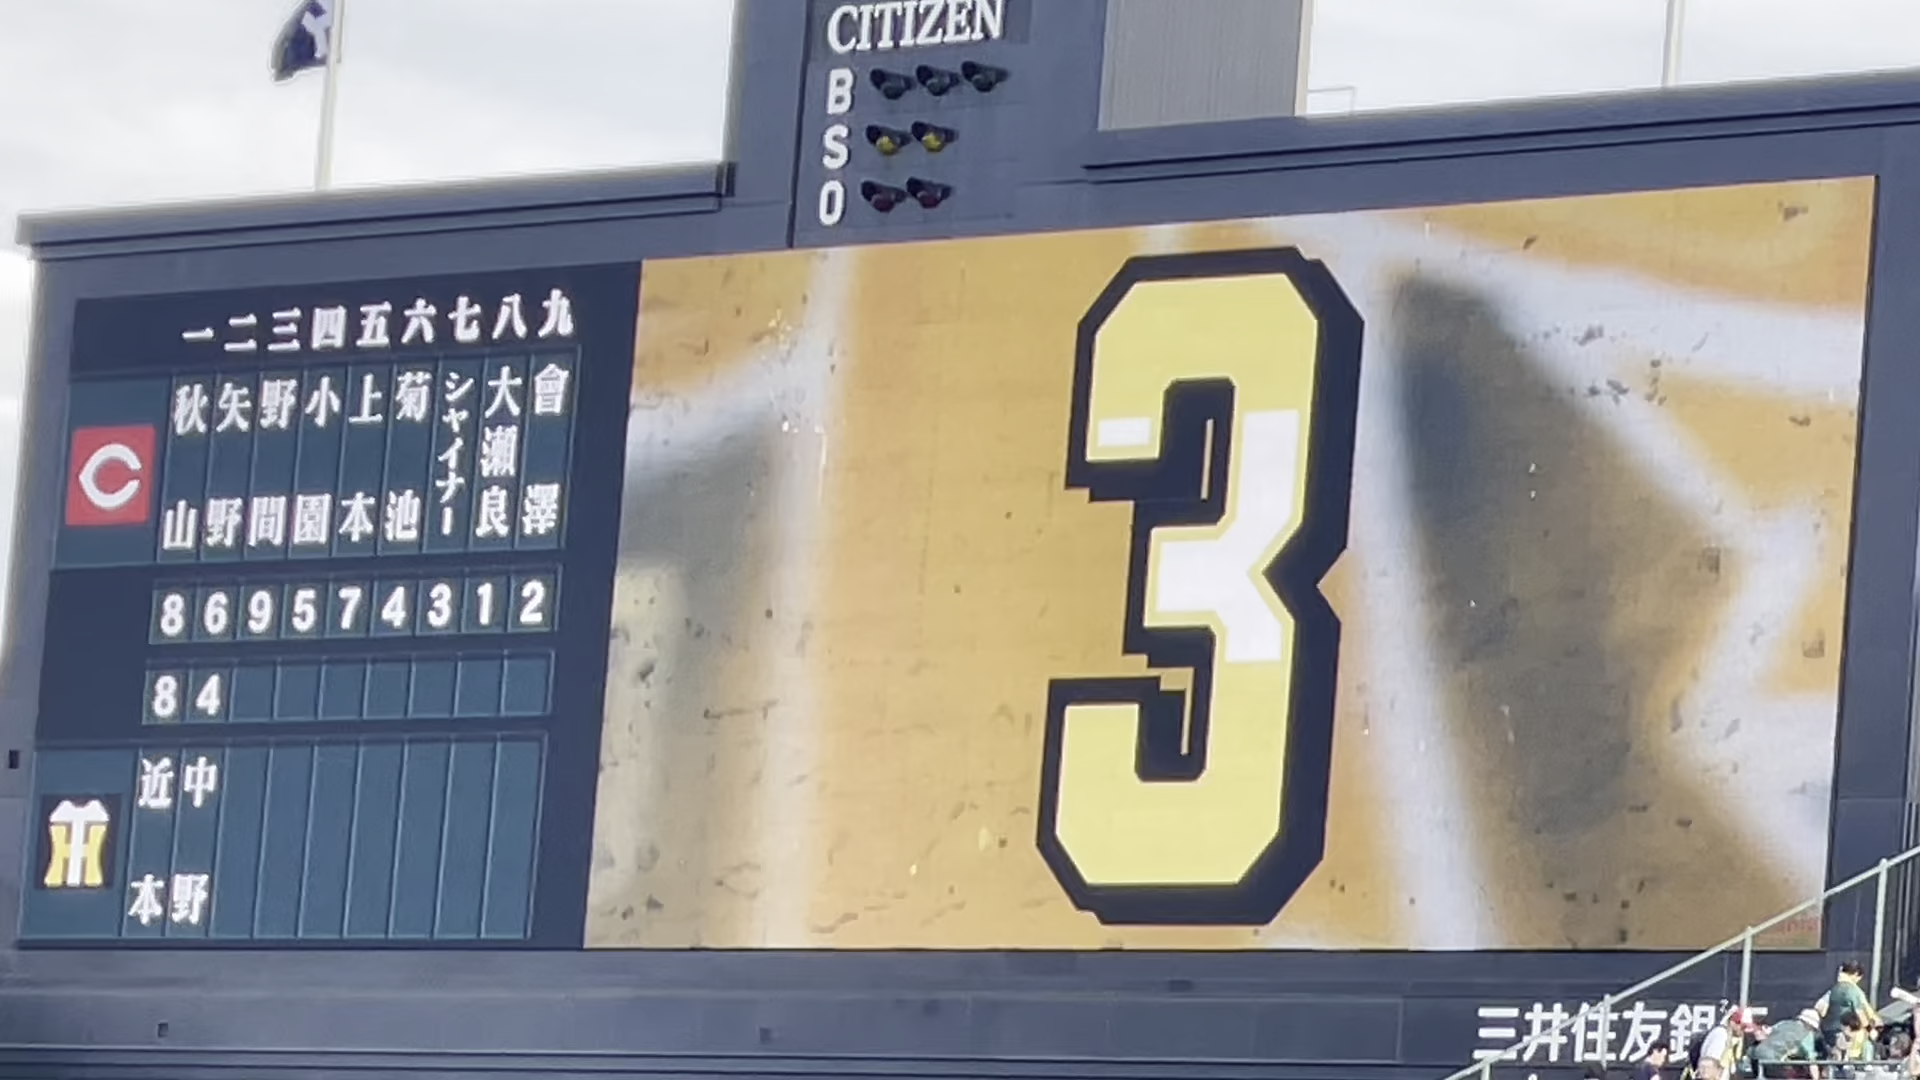 CITIZEN
B
S
O
一 二 三 四 五 六 七 八 九
秋山 矢野 野間 小園 上本 菊池 シャイナー 大瀬良 會澤
C
8 6 9 5 7 4 3 1 2
8 4
近本 中野
TH
3
三井住友銀行